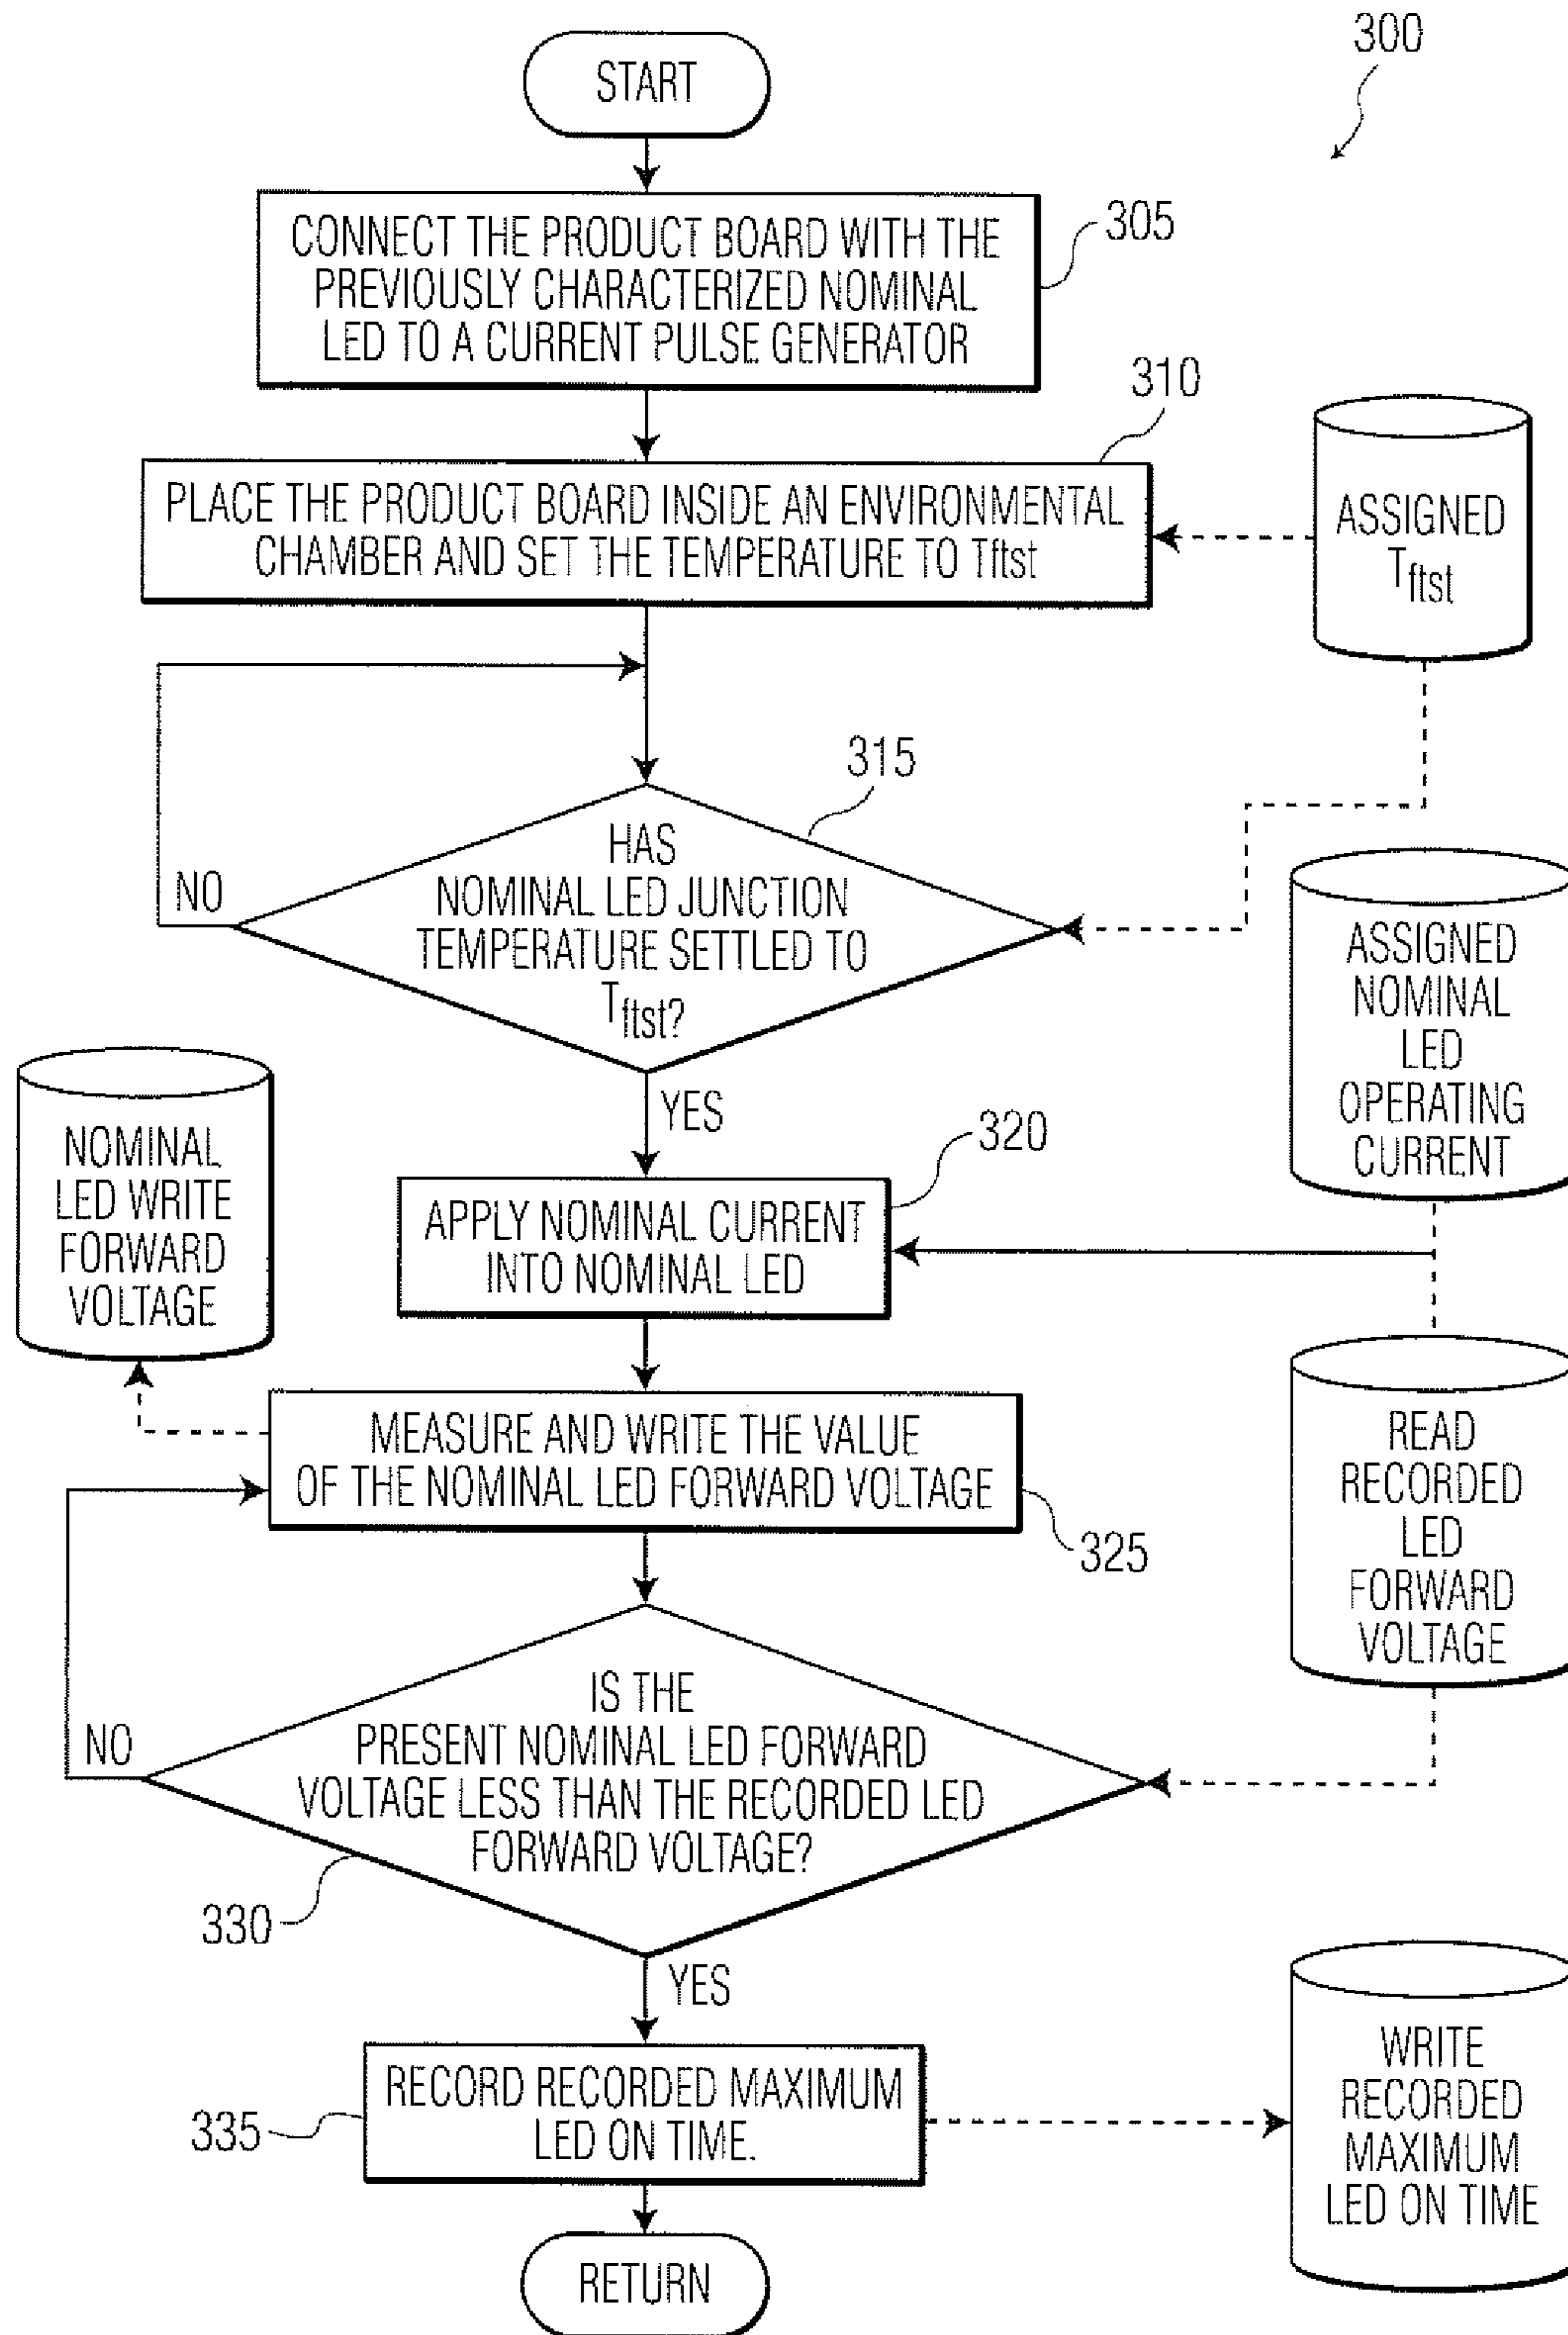 300
START
CONNECT THE PRODUCT BOARD WITH THE
PREVIOUSLY CHARACTERIZED NOMINAL
LED TO A CURRENT PULSE GENERATOR
305
310
PLACE THE PRODUCT BOARD INSIDE AN ENVIRONMENTAL
CHAMBER AND SET THE TEMPERATURE TO Tftst
ASSIGNED
Tftst
315
HAS
NOMINAL LED JUNCTION
TEMPERATURE SETTLED TO
Tftst?
NO
YES
ASSIGNED
NOMINAL
LED
OPERATING
CURRENT
NOMINAL
LED WRITE
FORWARD
VOLTAGE
320
APPLY NOMINAL CURRENT
INTO NOMINAL LED
MEASURE AND WRITE THE VALUE
OF THE NOMINAL LED FORWARD VOLTAGE
325
READ
RECORDED
LED
FORWARD
VOLTAGE
IS THE
PRESENT NOMINAL LED FORWARD
VOLTAGE LESS THAN THE RECORDED LED
FORWARD VOLTAGE?
NO
330
YES
RECORD RECORDED MAXIMUM
LED ON TIME.
335
WRITE
RECORDED
MAXIMUM
LED ON TIME
RETURN